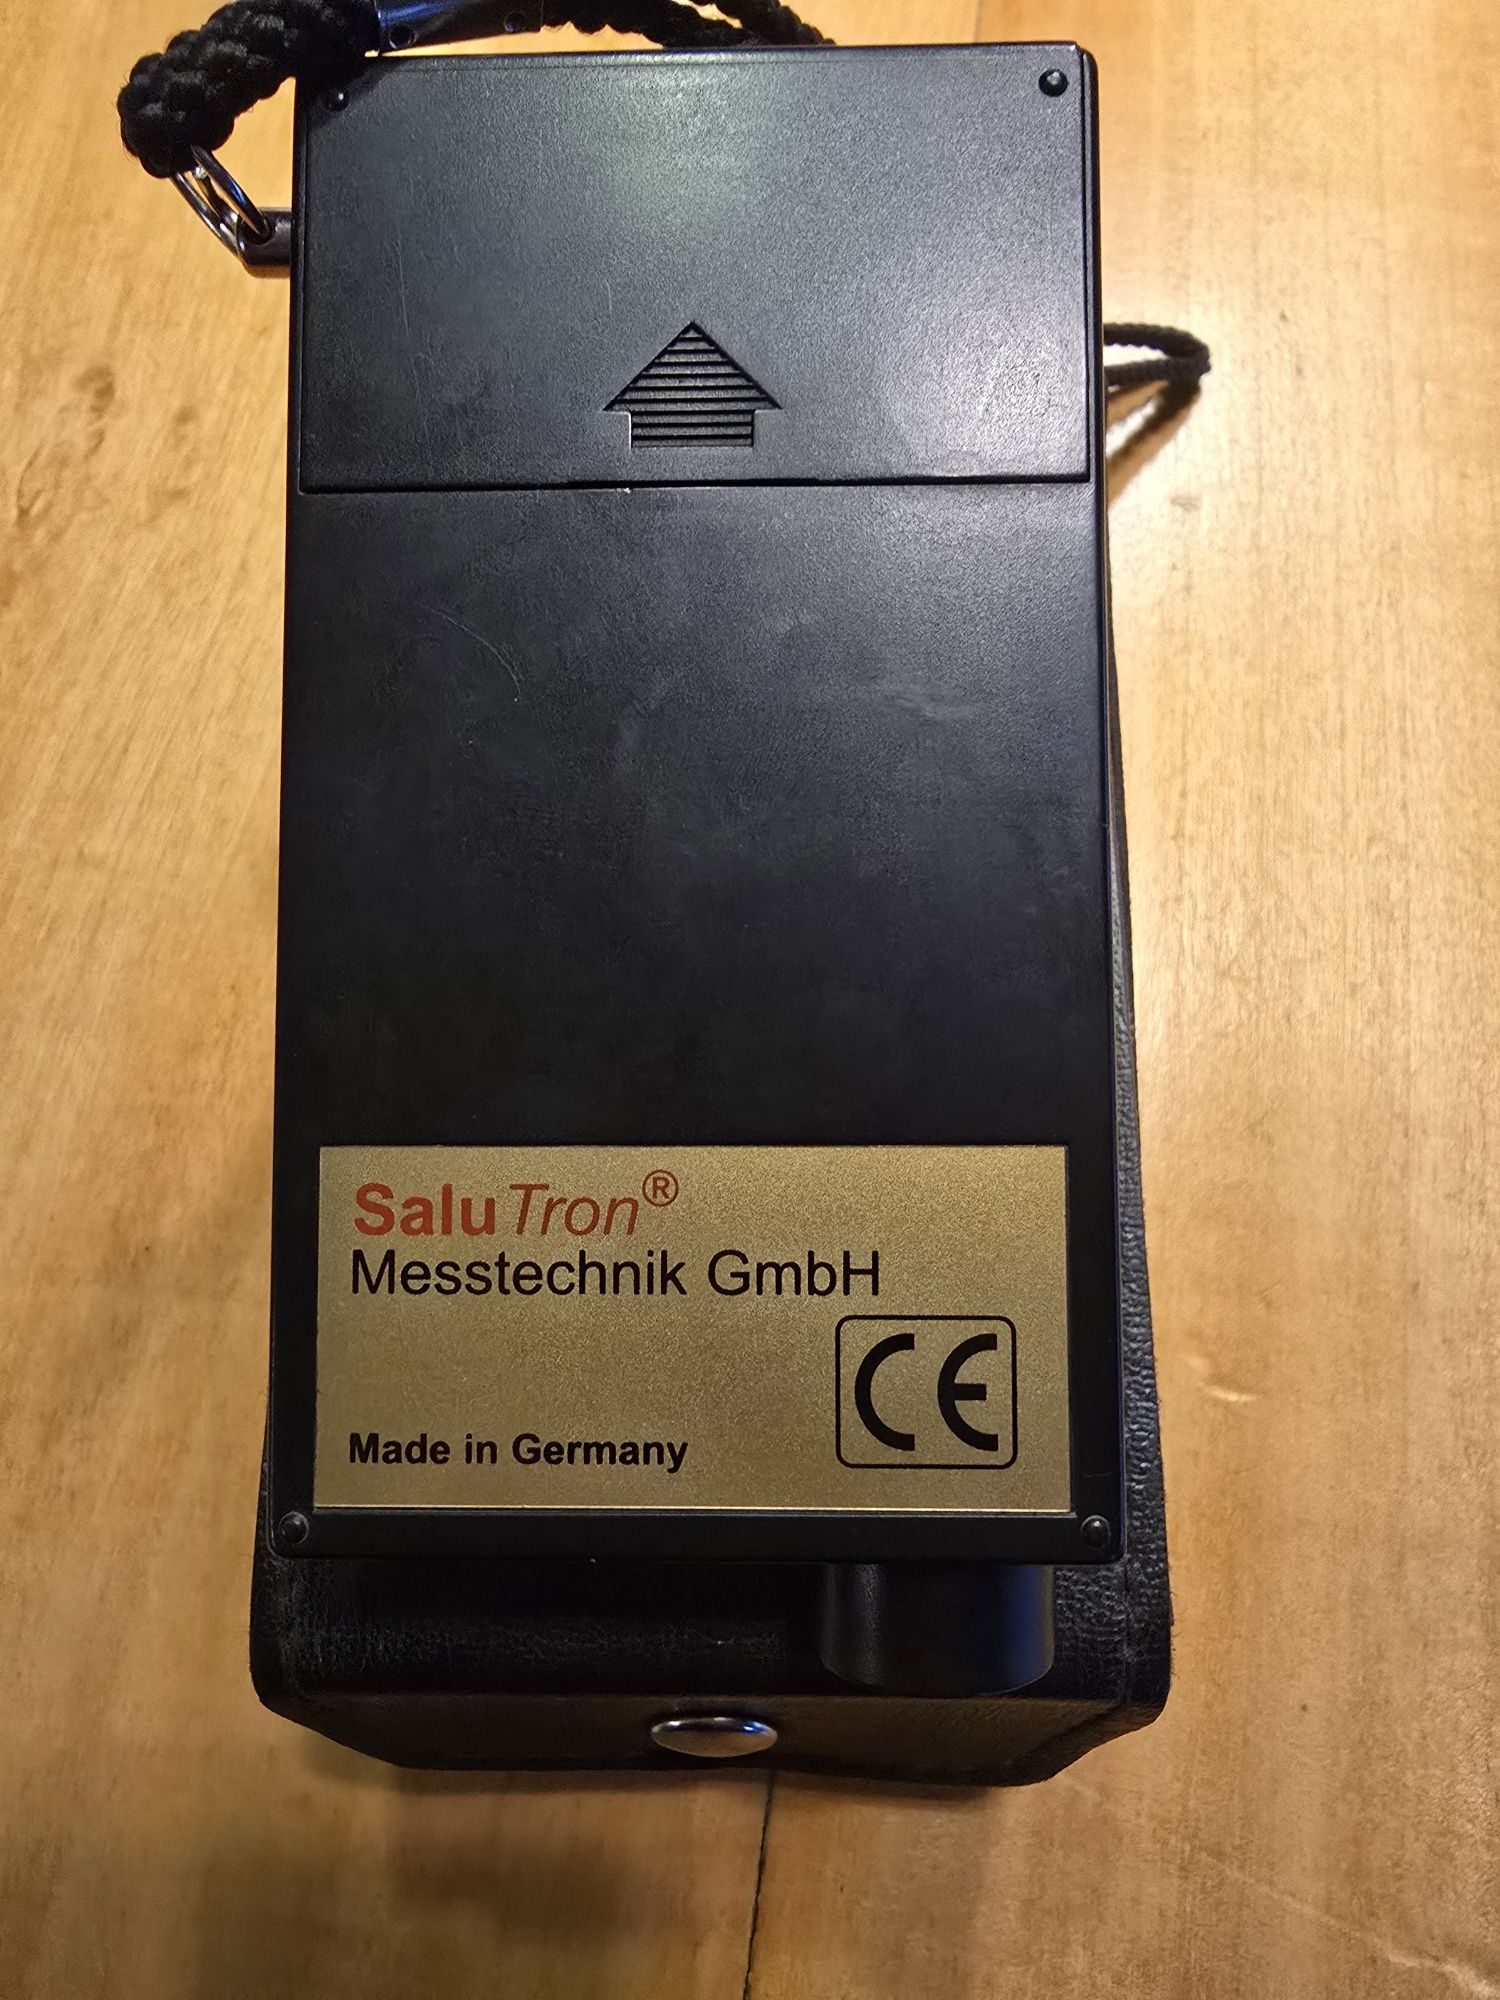 SaluTron®
Messtechnik GmbH
CE
Made in Germany